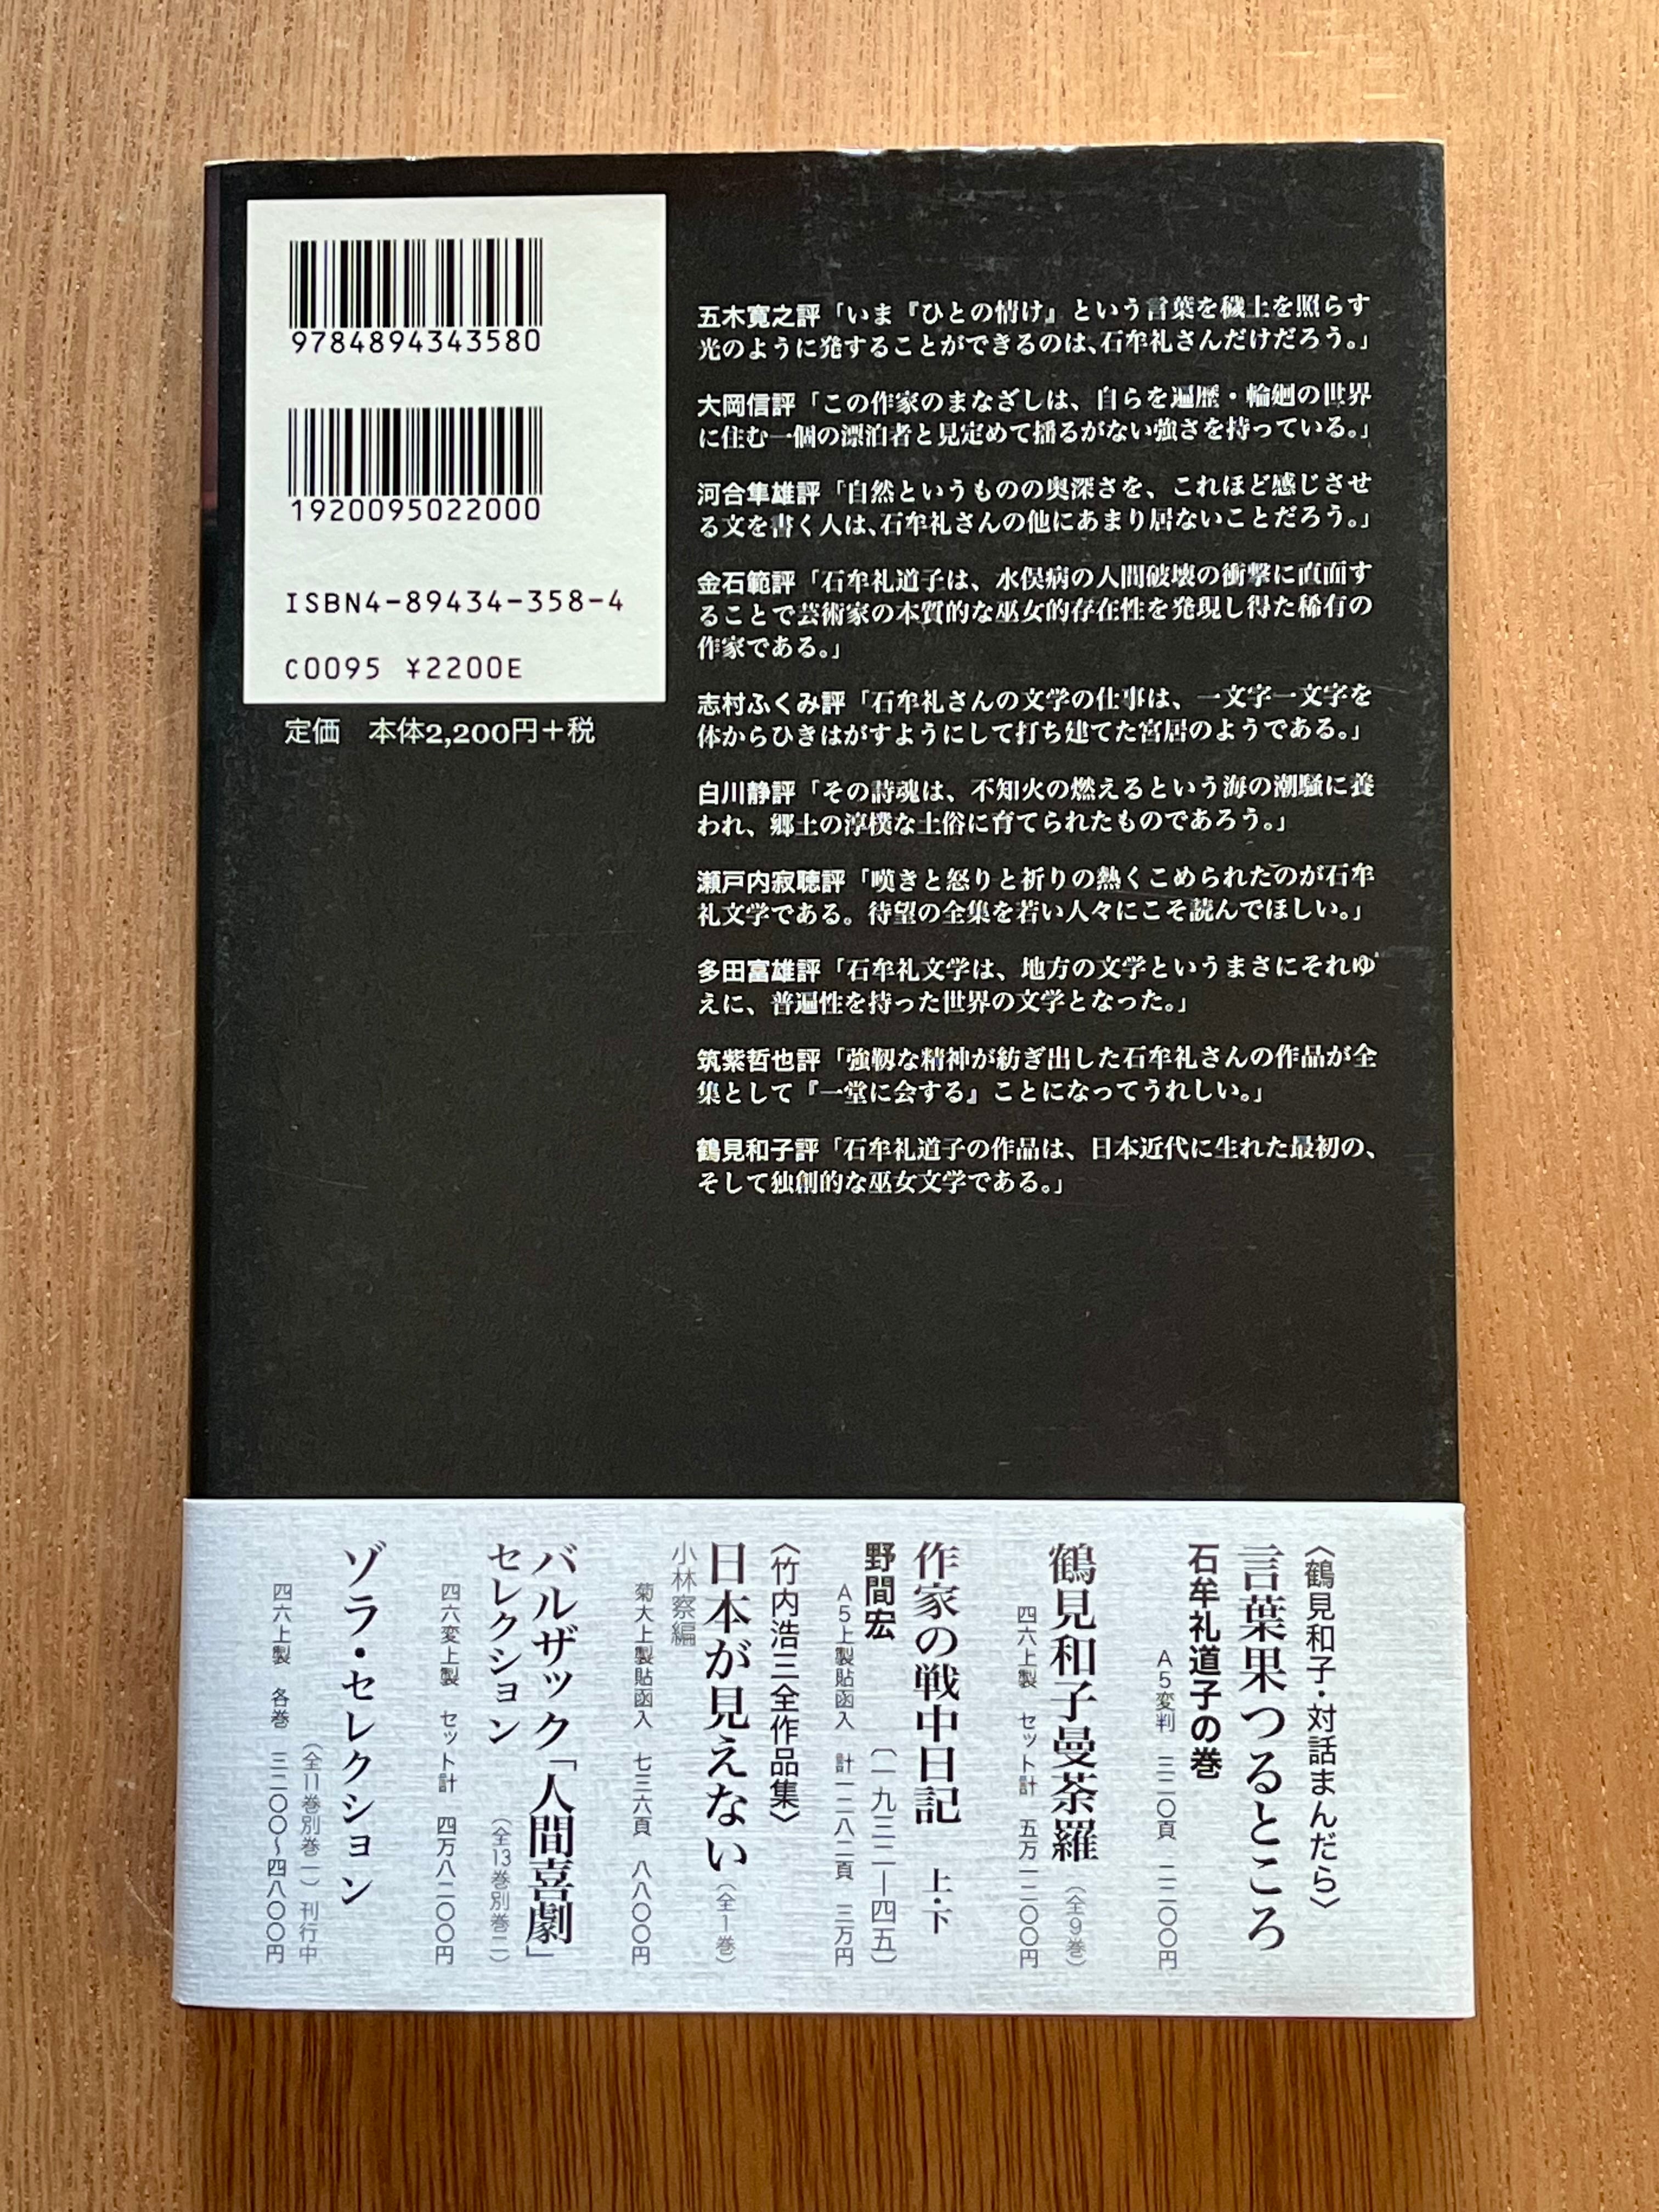 9784894343580
1920095022000
ISBN4-89434-358-4
C0095 ¥2200E
定価 本体2,200円+税
五木寛之評「いま『ひとの情け』という言葉を穢土を照らす
光のように発することができるのは、石牟礼さんだけだろう。」
大岡信評「この作家のまなざしは、自らを遍歴・輪廻の世界
に住む一個の漂泊者と見定めて揺るがない強さを持っている。」
河合隼雄評「自然というものの奥深さを、これほど感じさせ
る文を書く人は、石牟礼さんの他にあまり居ないことだろう。」
金石範評「石牟礼道子は、水俣病の人間破壊の衝撃に直面す
ることで芸術家の本質的な巫女的存在性を発現し得た稀有の
作家である。」
志村ふくみ評「石牟礼さんの文学の仕事は、一文字一文字を
体からひきはがすようにして打ち建てた宮居のようである。」
白川静評「その詩魂は、不知火の燃えるという海の潮騒に養
われ、郷土の淳樸な土俗に育てられたものであろう。」
瀬戸内寂聴評「嘆きと怒りと祈りの熱くこめられたのが石牟
礼文学である。待望の全集を若い人々にこそ読んでほしい。」
多田富雄評「石牟礼文学は、地方の文学というまさにそれゆ
えに、普遍性を持った世界の文学となった。」
筑紫哲也評「強靱な精神が紡ぎ出した石牟礼さんの作品が全
集として『一堂に会する』ことになってうれしい。」
鶴見和子評「石牟礼道子の作品は、日本近代に生れた最初の、
そして独創的な巫女文学である。」
〈鶴見和子・対話まんだら〉
言葉果つるところ
石牟礼道子の巻
A5変判 三二〇頁 二二〇〇円
鶴見和子曼荼羅（全9巻）
四六上製 セット計 五万一二〇〇円
作家の戦中日記 上・下
野間宏 〔一九三二―四五〕
A5上製貼函入 計一二八二頁 三万円
〈竹内浩三全作品集〉
日本が見えない（全1巻）
小林察編
菊大上製貼函入 七三六頁 八八〇〇円
バルザック「人間喜劇」
セレクション（全13巻別巻二）
四六変上製 セット計 四万八二〇〇円
ゾラ・セレクション
（全11巻別巻一）刊行中
四六上製 各巻 三二〇〇～四八〇〇円